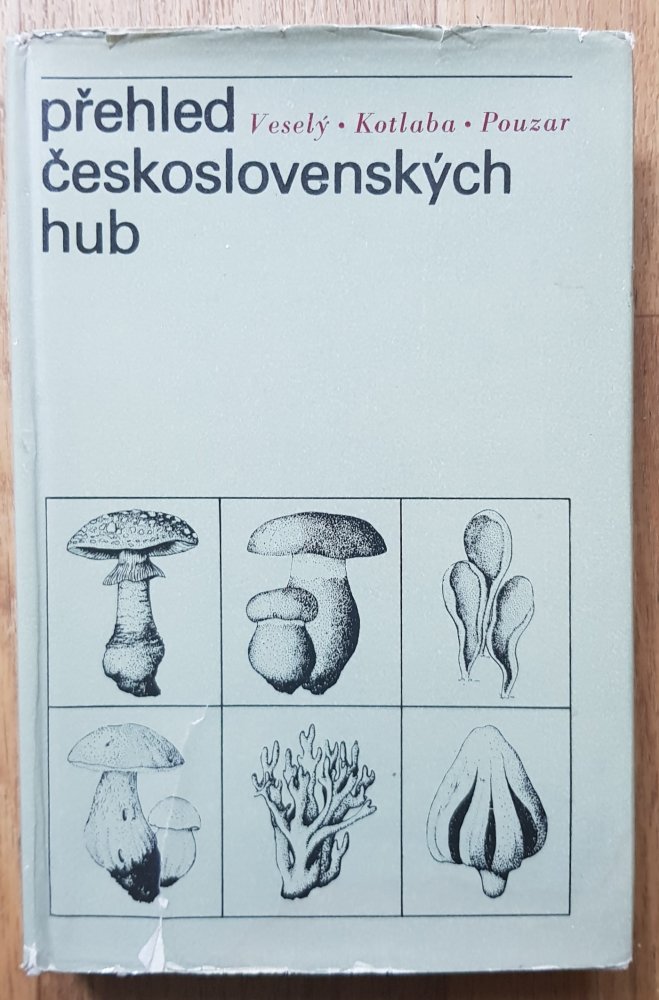 přehled Veselý • Kotlaba • Pouzar
československých
hub